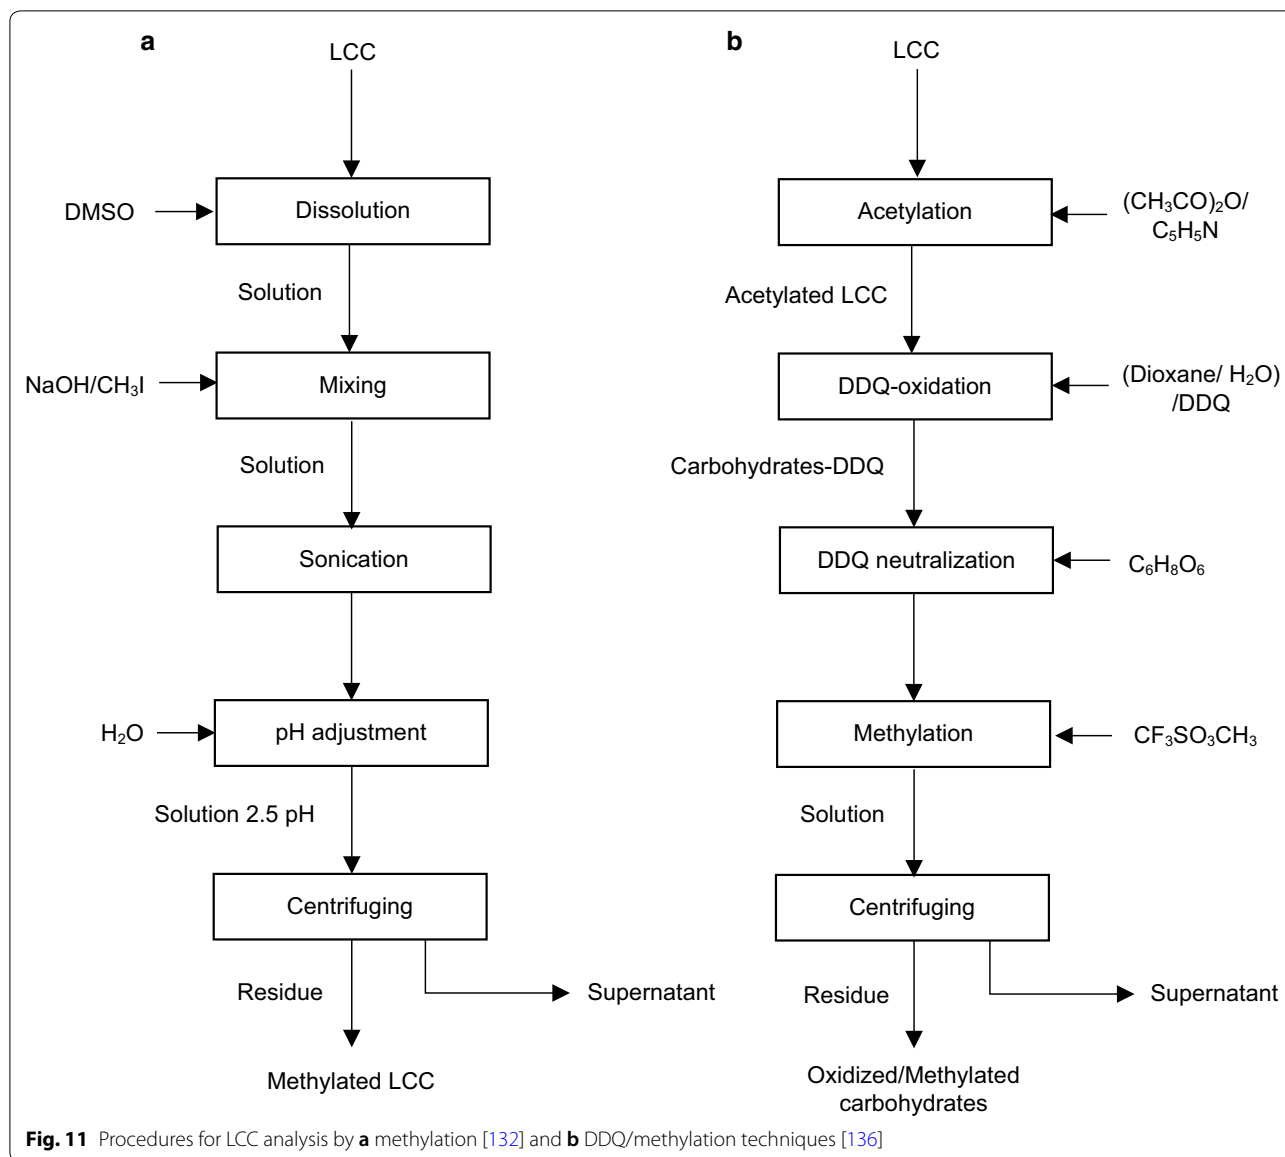 a
LCC
DMSO
Dissolution
Solution
NaOH/CH₃I
Mixing
Solution
Sonication
H₂O
pH adjustment
Solution 2.5 pH
Centrifuging
Residue
Supernatant
Methylated LCC
b
LCC
Acetylation
(CH₃CO)₂O/
C₅H₅N
Acetylated LCC
DDQ-oxidation
(Dioxane/ H₂O)
/DDQ
Carbohydrates-DDQ
DDQ neutralization
C₆H₈O₆
Methylation
CF₃SO₃CH₃
Solution
Centrifuging
Residue
Supernatant
Oxidized/Methylated
carbohydrates
Fig. 11 Procedures for LCC analysis by a methylation [132] and b DDQ/methylation techniques [136]